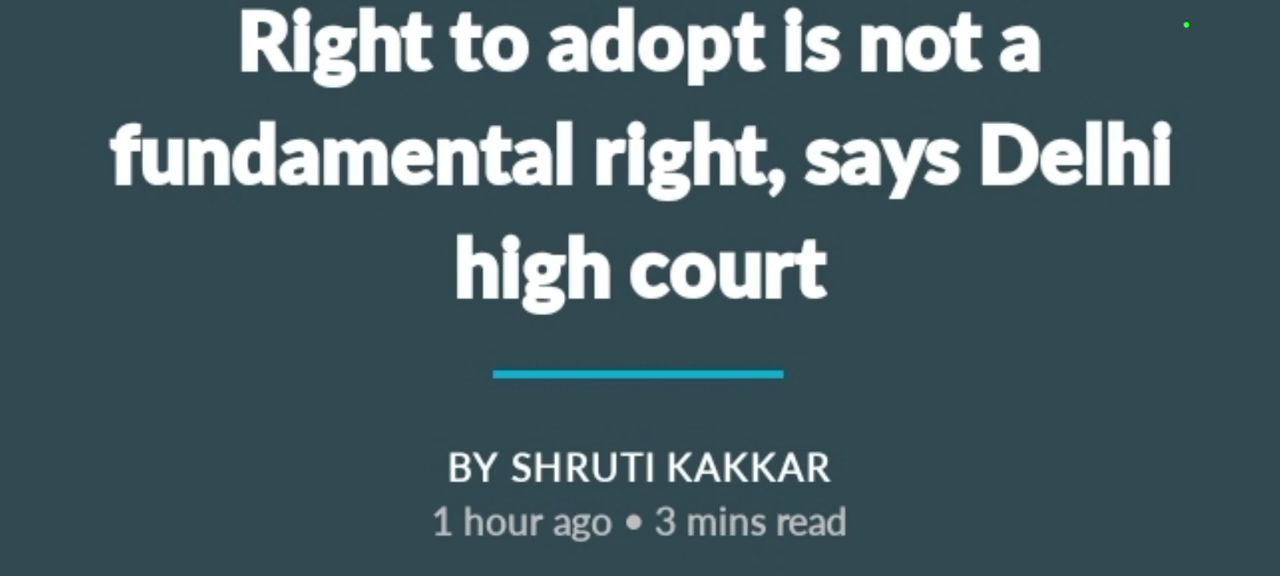 Right to adopt is not a
fundamental right, says Delhi
high court
BY SHRUTI KAKKAR
1 hour ago • 3 mins read